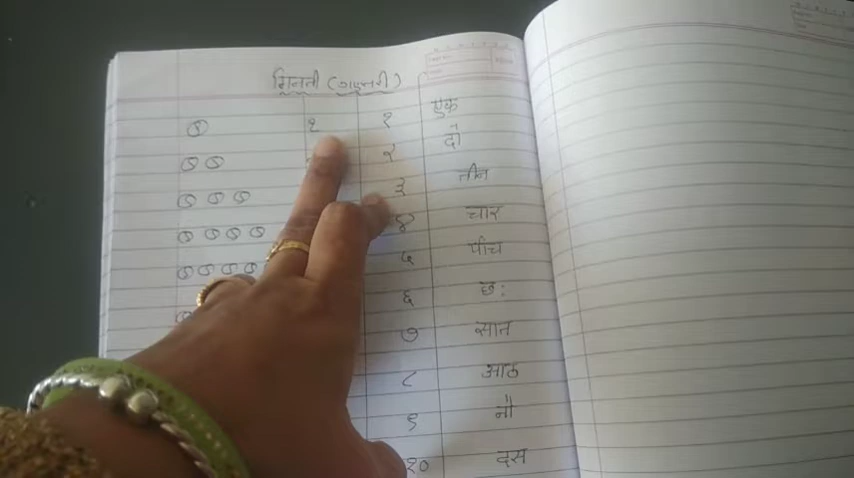 गिनती
१ १ एक
२ दो
३ तीन
४ चार
५ पाँच
६ छः
७ सात
८ आठ
९ नौ
१० दस